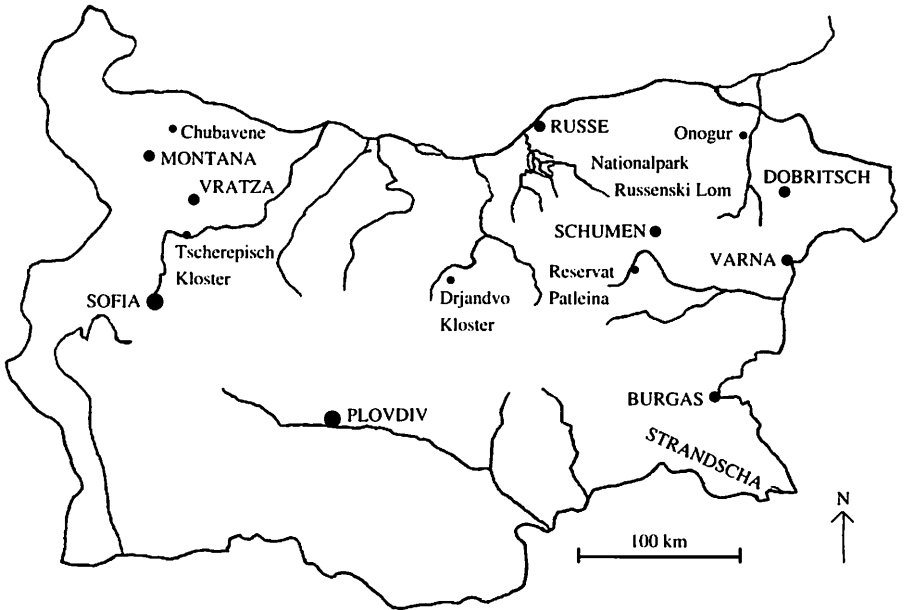 Chubavene
MONTANA
VRATZA
Tscherepisch
Kloster
SOFIA
PLOVDIV
RUSSE
Nationalpark
Russenski Lom
Onogur
DOBRITSCH
SCHUMEN
VARNA
Reservat
Patleina
Drjandvo
Kloster
BURGAS
STRANDSCHA
N
100 km